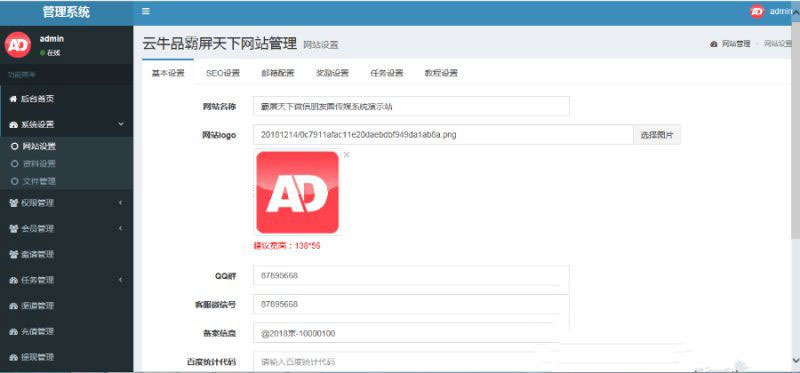 管理系统
admin
AD
admin
在线
云牛品霸屏天下网站管理 网站设置
网站管理 > 网站设置
功能菜单
基本设置 SEO设置 邮箱配置 奖励设置 任务设置 教程设置
后台首页
网站名称 霸屏天下微信朋友圈传媒系统演示站
系统设置
网站logo 20181214/0c7911afac11e20daebdbf949da1ab8a.png 选择图片
网站设置
资料设置
文件管理
AD
权限管理
会员管理
建议宽高：138*56
邀请管理
任务管理
QQ群 87895668
渠道管理
客服微信号 87895668
充值管理
备案信息 @2018京-10000100
提现管理
百度统计代码 请输入百度统计代码